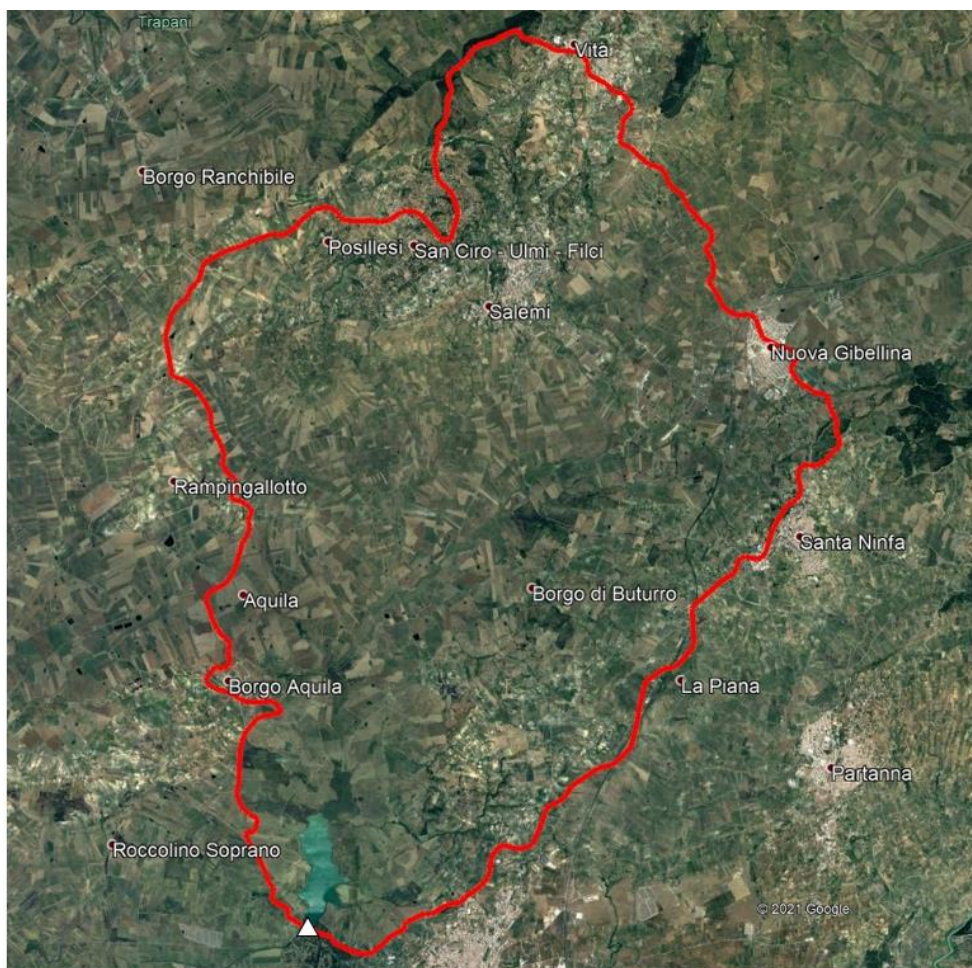 Trapani
Vita
Borgo Ranchibile
Posillesi
San Ciro - Ulmi - Filci
Salemi
Nuova Gibellina
Rampingallotto
Santa Ninfa
Borgo di Buturro
Aquila
Borgo Aquila
La Piana
Partanna
Roccolino Soprano
© 2021 Google